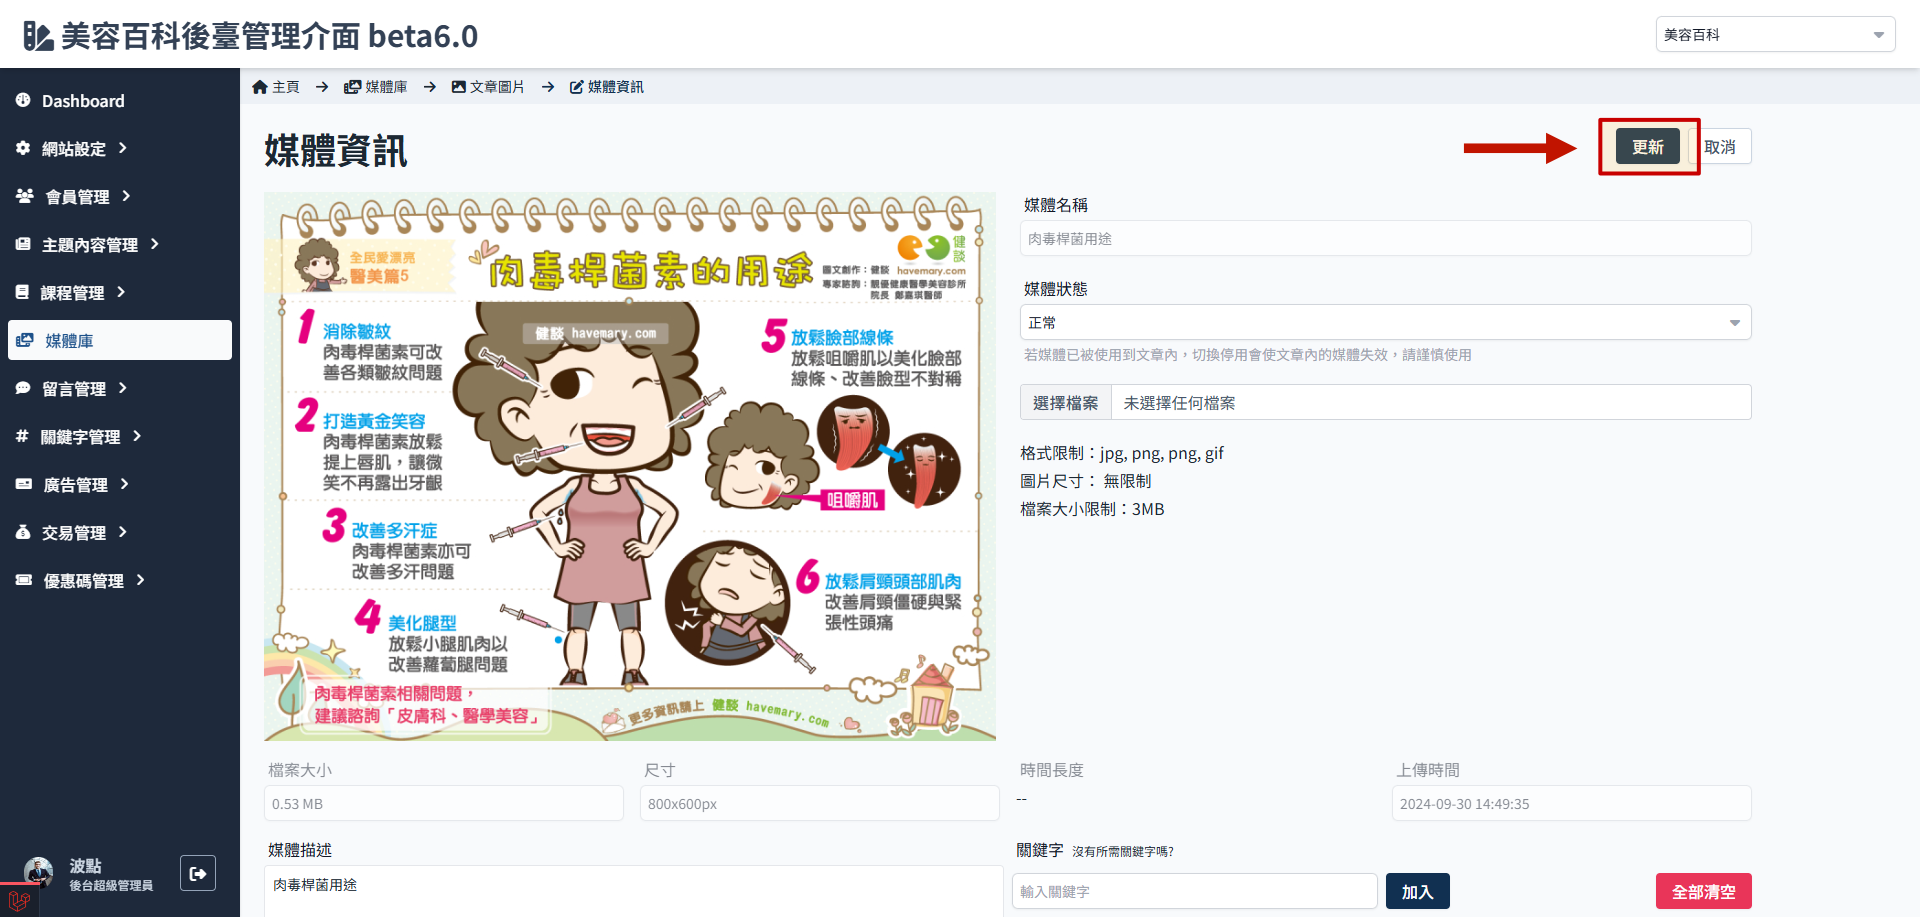 美容百科後臺管理介面 beta6.0
美容百科
Dashboard
網站設定
會員管理
主題內容管理
課程管理
媒體庫
留言管理
關鍵字管理
廣告管理
交易管理
優惠碼管理
波點
後台超級管理員
主頁 → 媒體庫 → 文章圖片 → 媒體資訊
媒體資訊
更新
取消
全民愛漂亮
醫美篇5
肉毒桿菌素的用途
健談
havemary.com
圖文創作：健談
專家諮詢：靚優健康醫學美容診所
院長 鄭嘉琪醫師
健談 havemary.com
1 消除皺紋
肉毒桿菌素可改
善各類皺紋問題
2 打造黃金笑容
肉毒桿菌素放鬆
提上唇肌，讓微
笑不再露出牙齦
3 改善多汗症
肉毒桿菌素亦可
改善多汗問題
4 美化腿型
放鬆小腿肌肉以
改善蘿蔔腿問題
5 放鬆臉部線條
放鬆咀嚼肌以美化臉部
線條、改善臉型不對稱
咀嚼肌
6 放鬆肩頸頭部肌肉
改善肩頸僵硬與緊
張性頭痛
肉毒桿菌素相關問題，
建議諮詢「皮膚科、醫學美容」
更多資訊請上 健談 havemary.com
媒體名稱
肉毒桿菌用途
媒體狀態
正常
若媒體已被使用到文章內，切換停用會使文章內的媒體失效，請謹慎使用
選擇檔案 未選擇任何檔案
格式限制：jpg, png, png, gif
圖片尺寸： 無限制
檔案大小限制：3MB
檔案大小
0.53 MB
尺寸
800x600px
時間長度
--
上傳時間
2024-09-30 14:49:35
媒體描述
肉毒桿菌用途
關鍵字 沒有所需關鍵字嗎?
輸入關鍵字
加入
全部清空